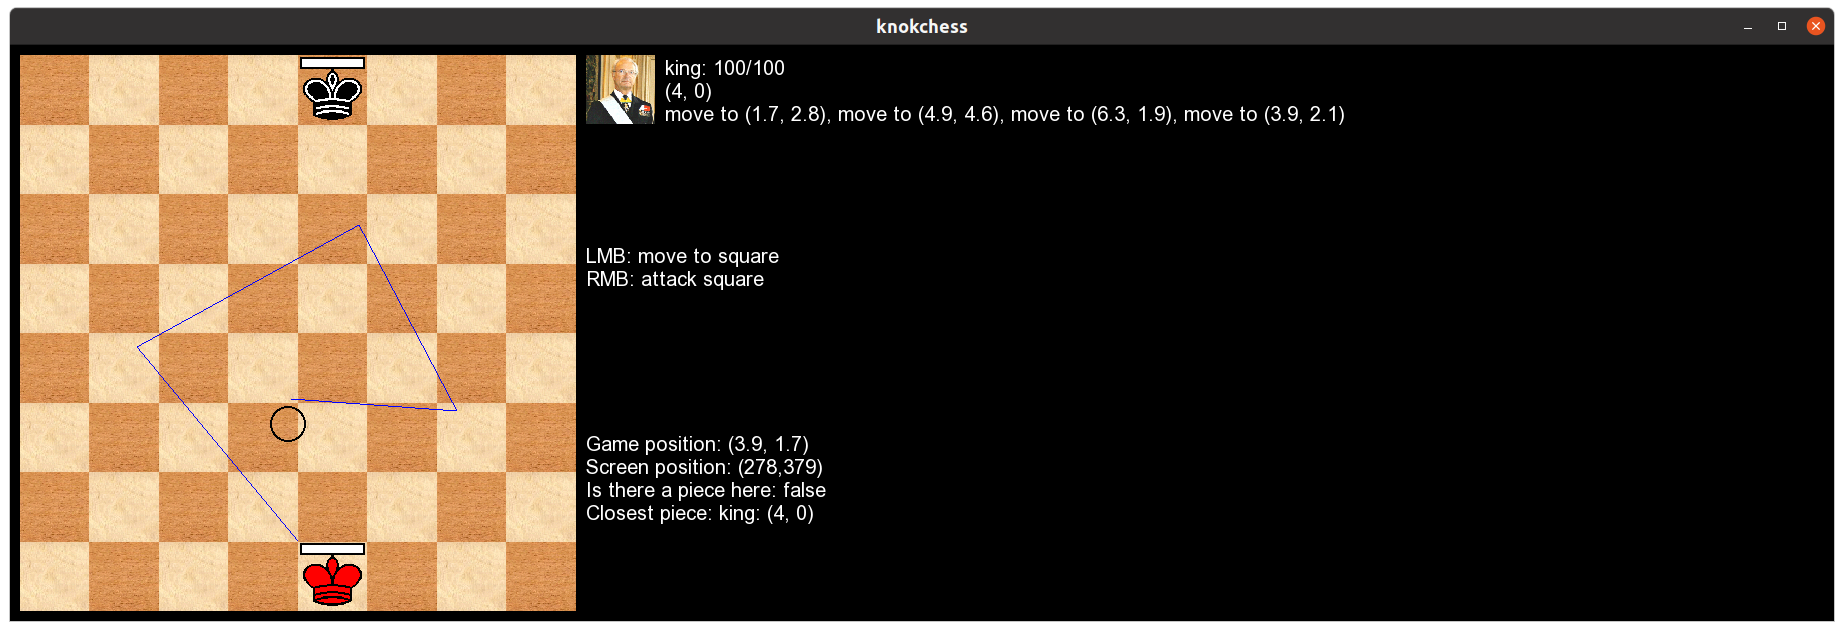 knokchess
king: 100/100
(4, 0)
move to (1.7, 2.8), move to (4.9, 4.6), move to (6.3, 1.9), move to (3.9, 2.1)
LMB: move to square
RMB: attack square
Game position: (3.9, 1.7)
Screen position: (278,379)
Is there a piece here: false
Closest piece: king: (4, 0)